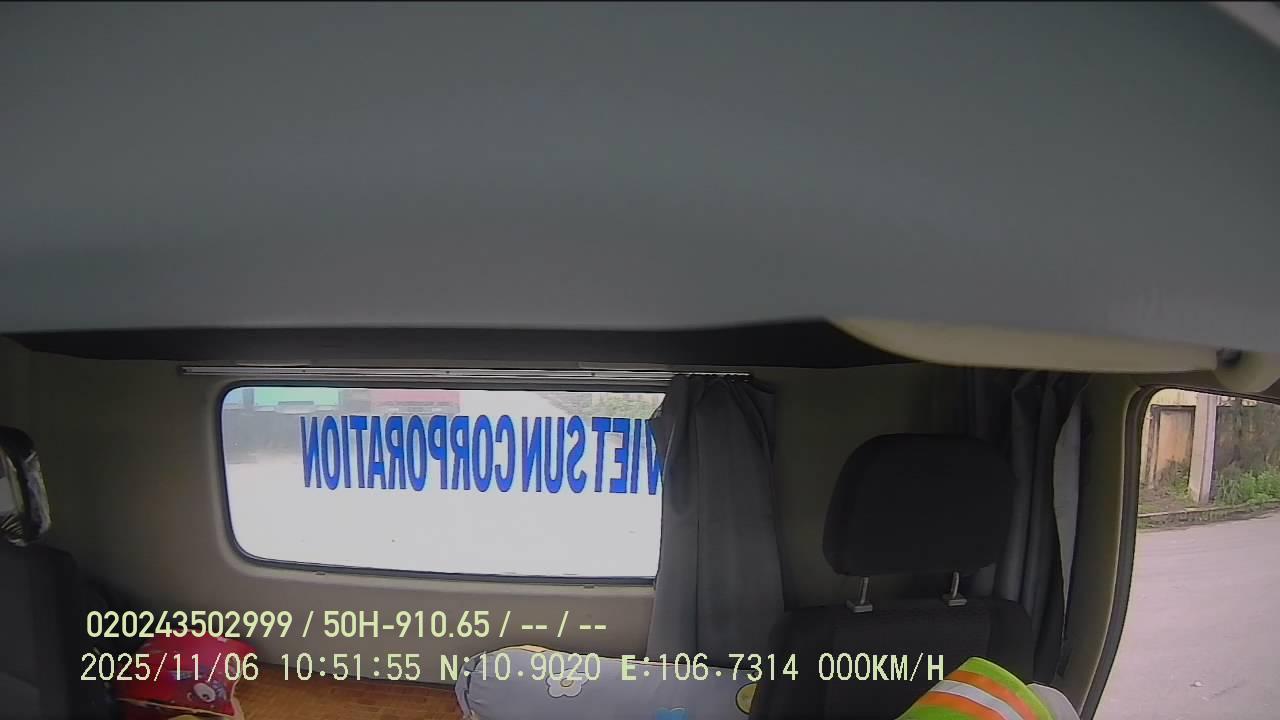 VIET SUN CORPORATION
020243502999 / 50H-910.65 / -- / --
2025/11/06 10:51:55 N:10.9020 E:106.7314 000KM/H